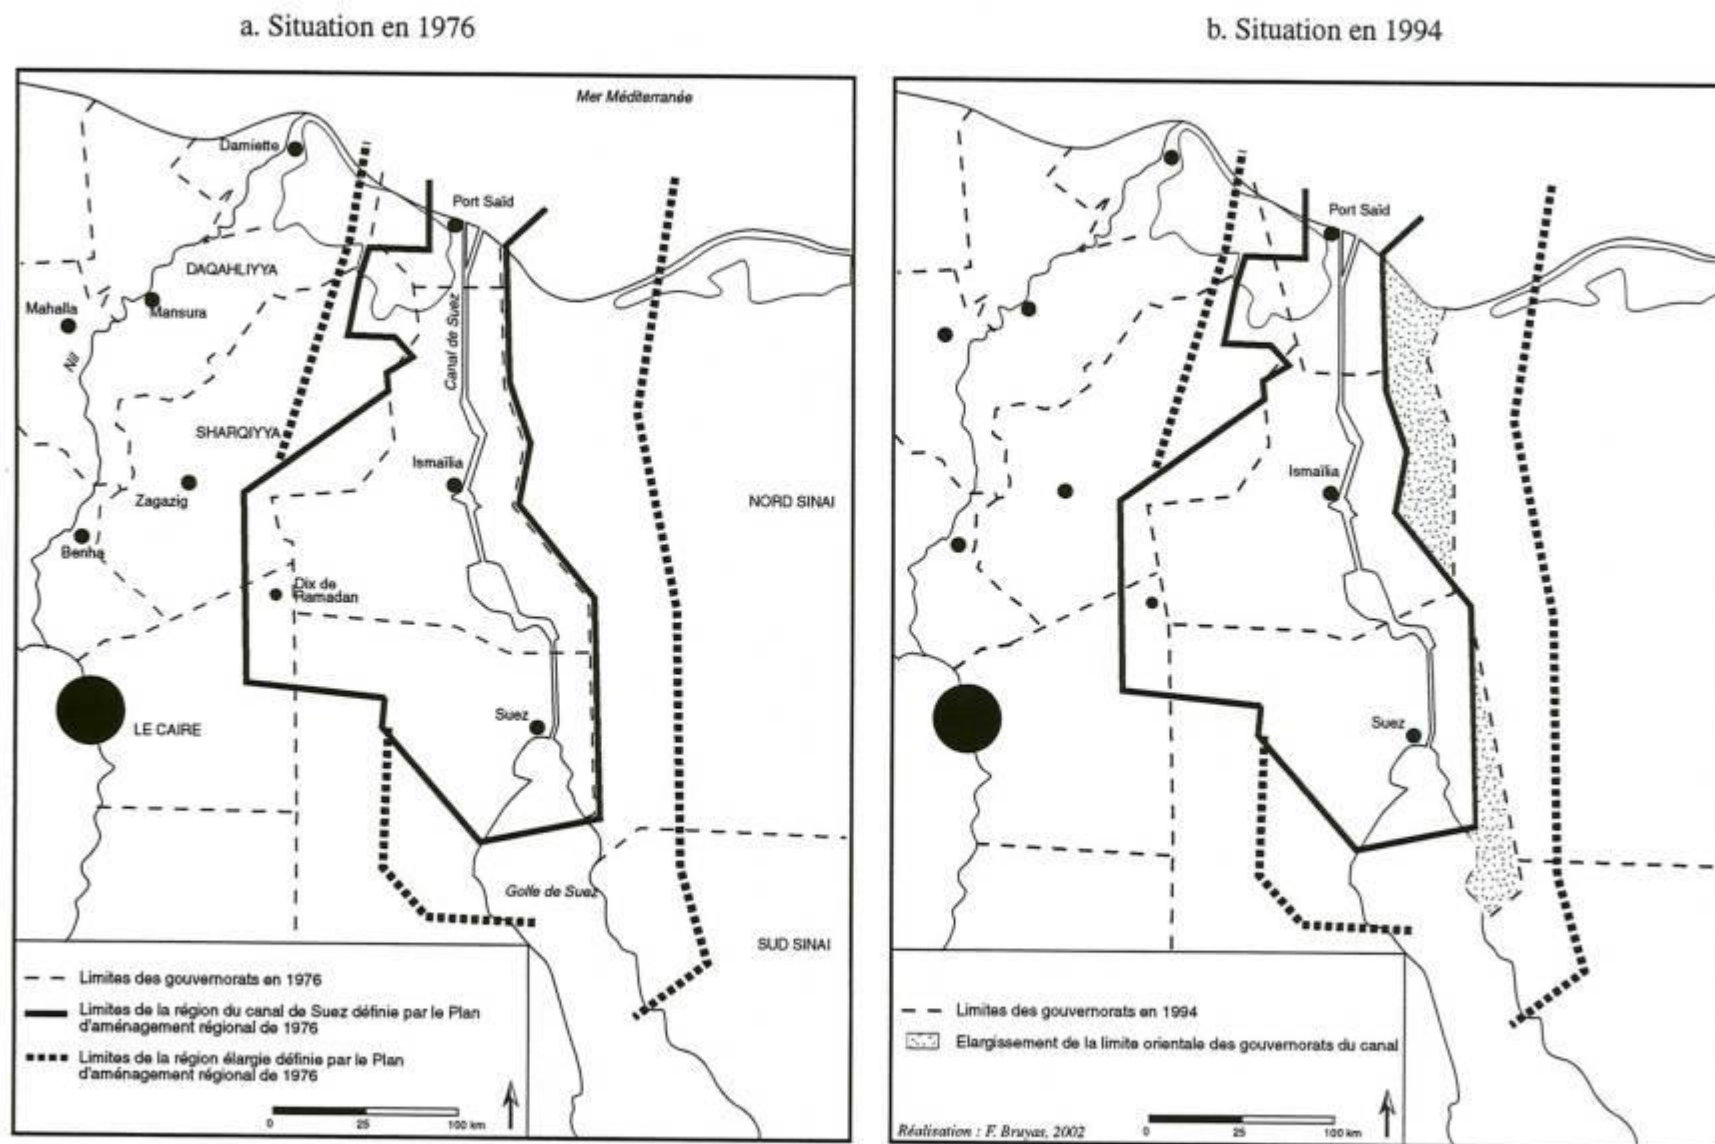 a. Situation en 1976
b. Situation en 1994
Mer Méditerranée
Damiette
Port Saïd
DAQAHLIYYA
Mahalla
Mansura
Nil
Canal de Suez
SHARQIYYA
Ismaïlia
Zagazig
NORD SINAI
Benha
Dix de
Ramadan
Suez
LE CAIRE
Golfe de Suez
SUD SINAI
Limites des gouvernorats en 1976
Limites de la région du canal de Suez définie par le Plan
d'aménagement régional de 1976
Limites de la région élargie définie par le Plan
d'aménagement régional de 1976
0 25 100 km
Port Saïd
Ismaïlia
Suez
Limites des gouvernorats en 1994
Elargissement de la limite orientale des gouvernorats du canal
Réalisation : F. Bruyas, 2002
0 25 100 km